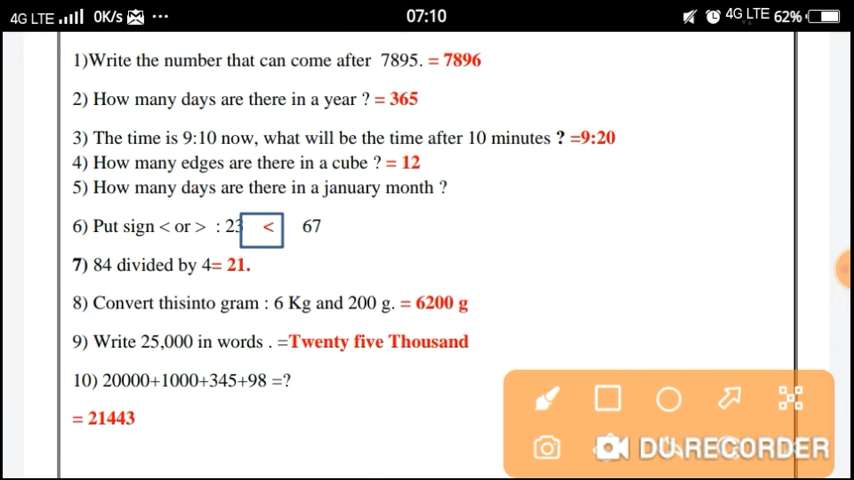 4G LTE 0K/s ... 07:10 4G LTE 62%
1)Write the number that can come after 7895. = 7896
2) How many days are there in a year ? = 365
3) The time is 9:10 now, what will be the time after 10 minutes ? =9:20
4) How many edges are there in a cube ? = 12
5) How many days are there in a january month ?
6) Put sign < or > : 23 < 67
7) 84 divided by 4= 21.
8) Convert thisinto gram : 6 Kg and 200 g. = 6200 g
9) Write 25,000 in words . =Twenty five Thousand
10) 20000+1000+345+98 =?
= 21443
DU RECORDER